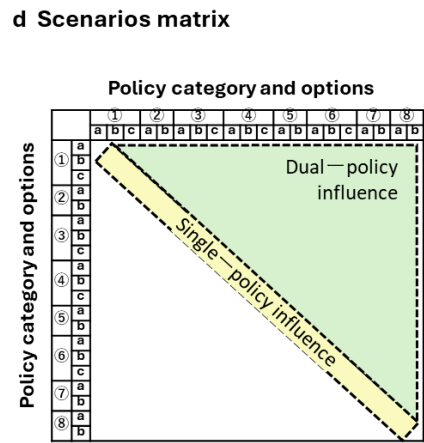 d Scenarios matrix
Policy category and options
① ② ③ ④ ⑤ ⑥ ⑦ ⑧
a b c a b a b c a b c a b a b c a b a b
Policy category and options
① a
b
c
② a
b
③ a
b
c
④ a
b
c
⑤ a
b
⑥ a
b
c
⑦ a
b
⑧ a
b
Dual—policy
influence
Single—policy influence